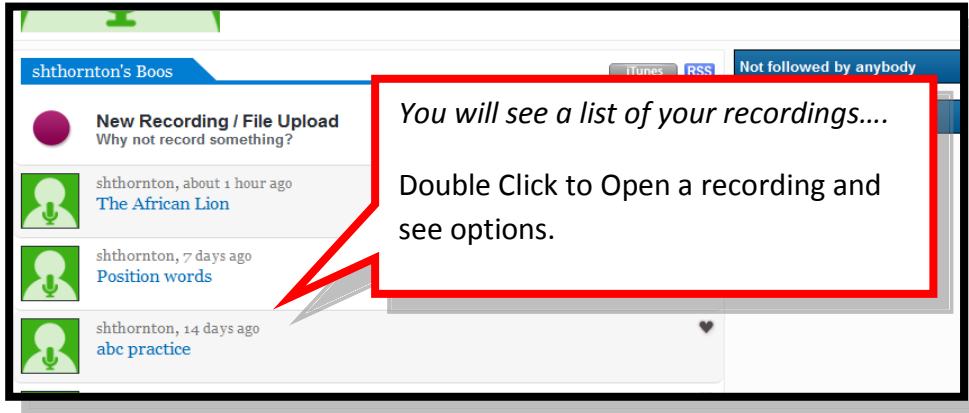 shthornton's Boos
iTunes RSS
Not followed by anybody
New Recording / File Upload
Why not record something?
You will see a list of your recordings....
Double Click to Open a recording and
see options.
shthornton, about 1 hour ago
The African Lion
shthornton, 7 days ago
Position words
shthornton, 14 days ago
abc practice